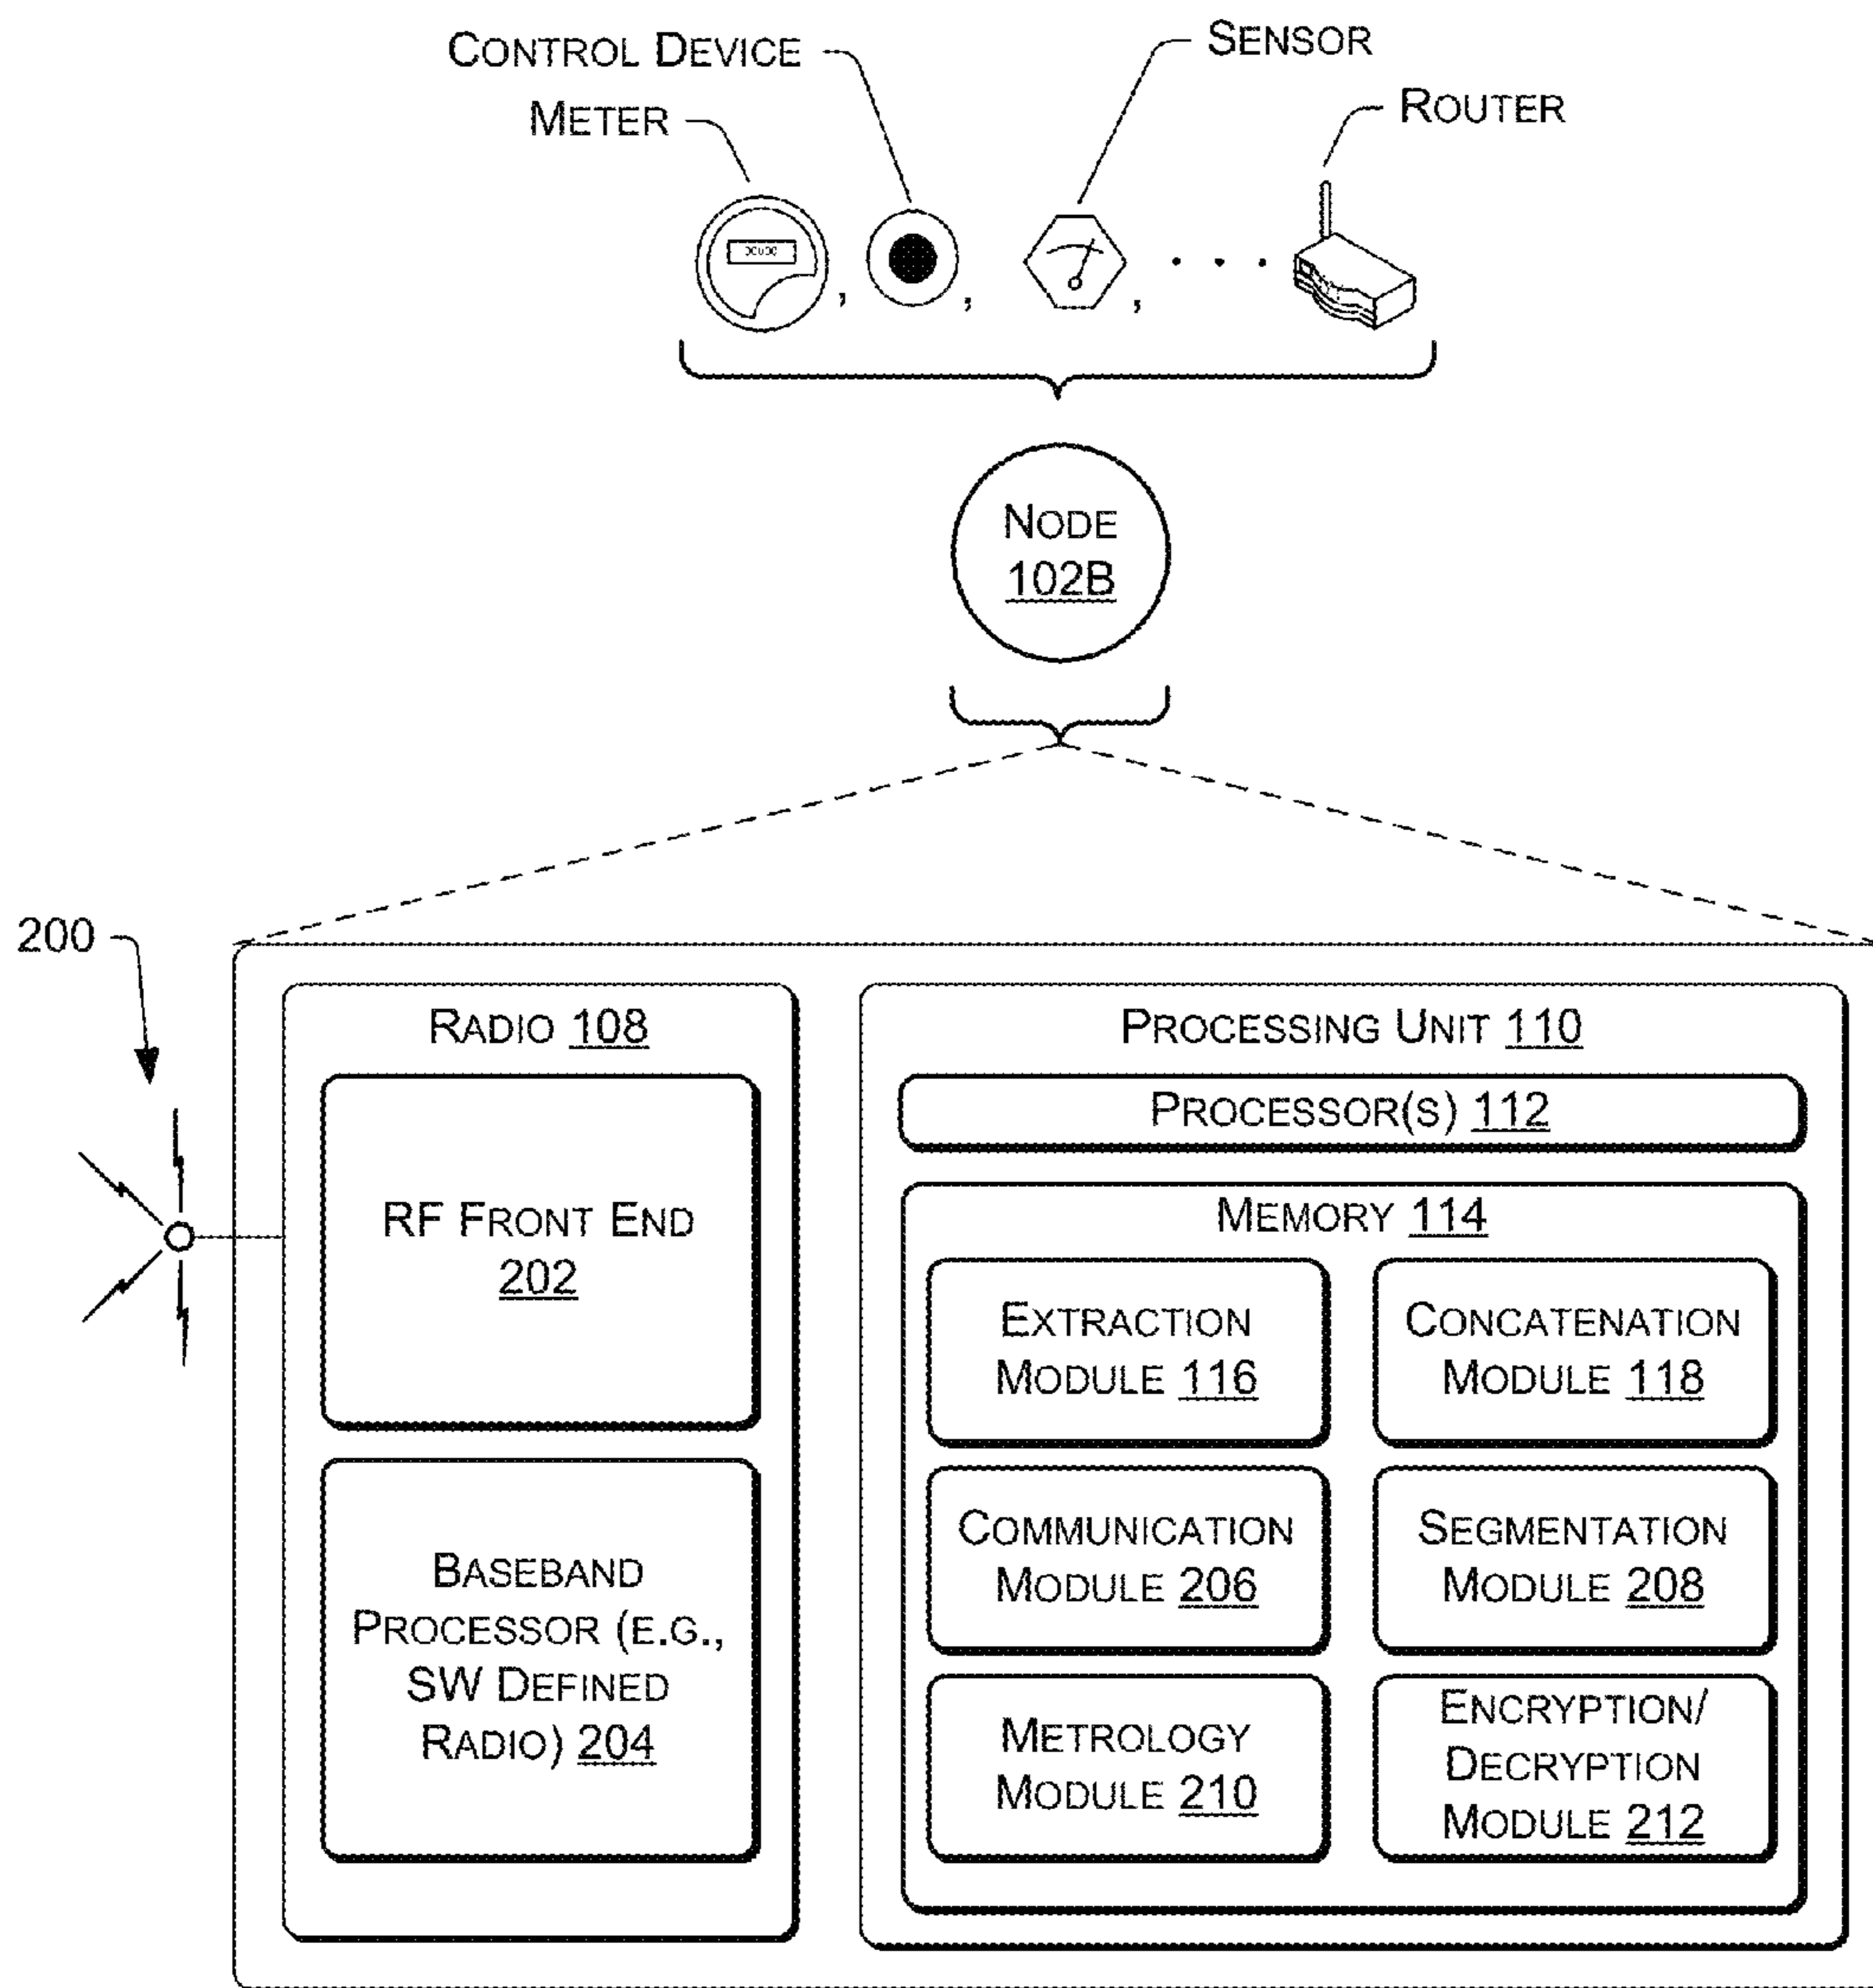 CONTROL DEVICE
SENSOR
METER
ROUTER
NODE
102B
200
RADIO 108
RF FRONT END
202
BASEBAND
PROCESSOR (E.G.,
SW DEFINED
RADIO) 204
PROCESSING UNIT 110
PROCESSOR(S) 112
MEMORY 114
EXTRACTION
MODULE 116
CONCATENATION
MODULE 118
COMMUNICATION
MODULE 206
SEGMENTATION
MODULE 208
METROLOGY
MODULE 210
ENCRYPTION/
DECRYPTION
MODULE 212